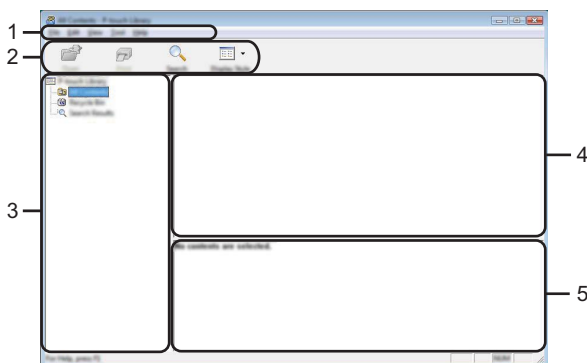 All Contents - P-touch Library
1
File Edit View Tool Help
2
Open Print Search Display Style
P-touch Library
All Contents
Recycle Bin
Search Results
3
4
No contents are selected.
5
For Help, press F1
NUM